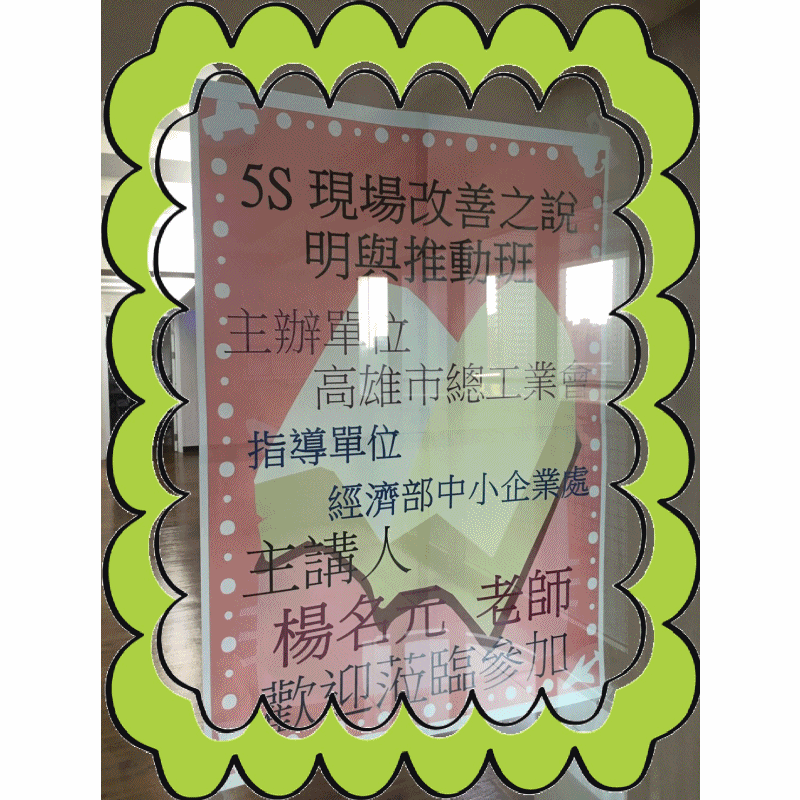 5S 現場改善之說
明與推動班
主辦單位
高雄市總工業會
指導單位
經濟部中小企業處
主講人
楊名元 老師
歡迎蒞臨參加